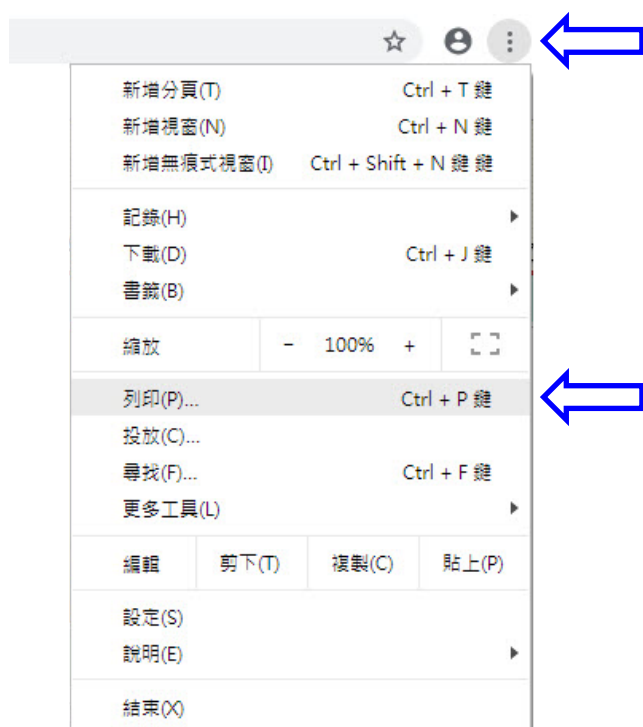 新增分頁(T) Ctrl + T 鍵
新增視窗(N) Ctrl + N 鍵
新增無痕式視窗(I) Ctrl + Shift + N 鍵 鍵
記錄(H)
下載(D) Ctrl + J 鍵
書籤(B)
縮放 - 100% +
列印(P)... Ctrl + P 鍵
投放(C)...
尋找(F)... Ctrl + F 鍵
更多工具(L)
編輯 剪下(T) 複製(C) 貼上(P)
設定(S)
說明(E)
結束(X)